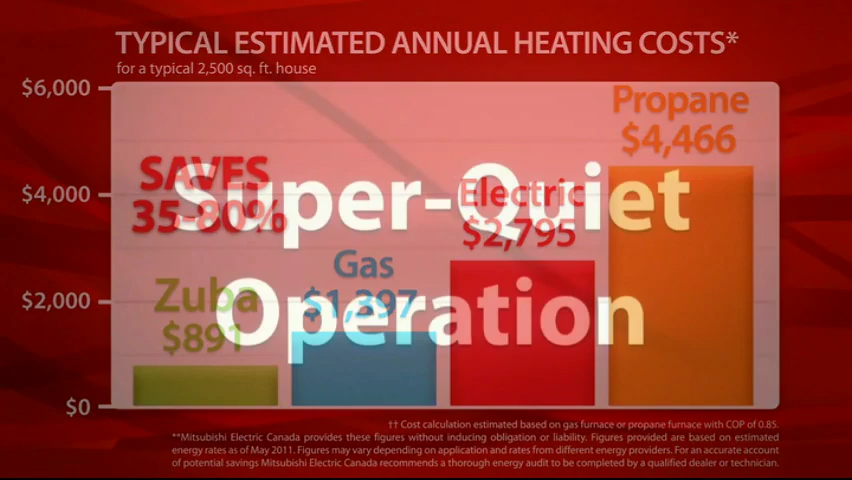 TYPICAL ESTIMATED ANNUAL HEATING COSTS*
for a typical 2,500 sq. ft. house
$6,000
Propane
$4,466
SAVES
35-80%
$4,000
Super-Quiet
Electric
$2,795
Gas
$1,397
Zuba
$891
$2,000
Operation
$0
†† Cost calculation estimated based on gas furnace or propane furnace with COP of 0.85.
**Mitsubishi Electric Canada provides these figures without inducing obligation or liability. Figures provided are based on estimated
energy rates as of May 2011. Figures may vary depending on application and rates from different energy providers. For an accurate account
of potential savings Mitsubishi Electric Canada recommends a thorough energy audit to be completed by a qualified dealer or technician.